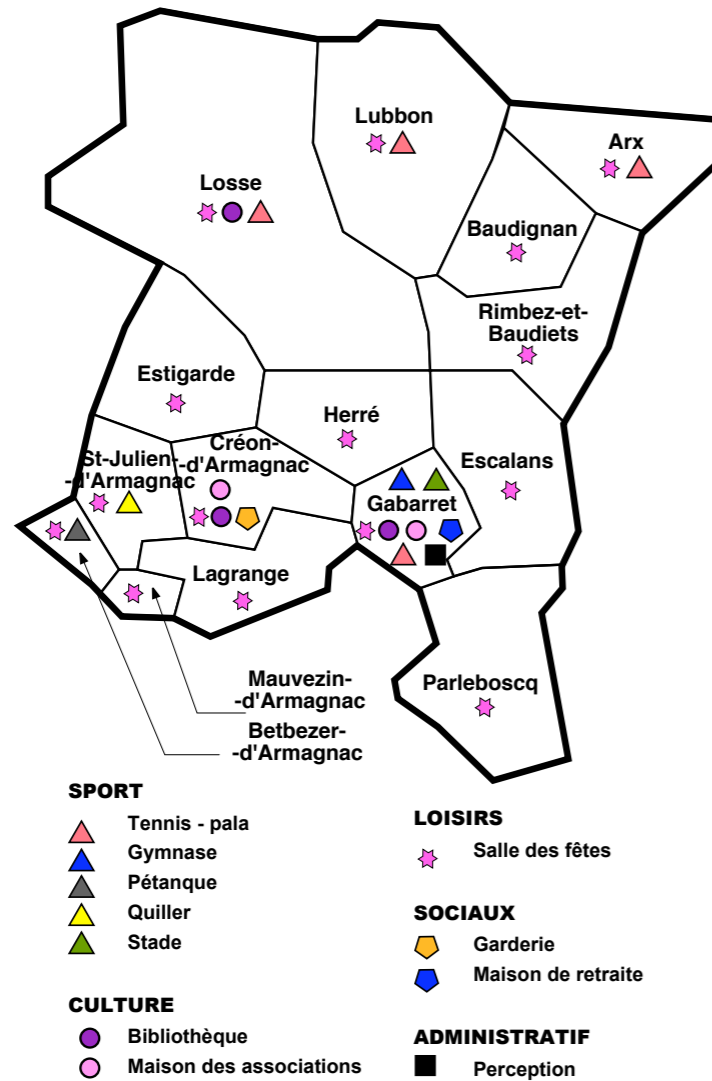 Lubbon
Arx
Losse
Baudignan
Rimbez-et-
Baudiets
Estigarde
Herré
Créon-
-d'Armagnac
St-Julien-
-d'Armagnac
Escalans
Gabarret
Lagrange
Mauvezin-
-d'Armagnac
Parleboscq
Betbezer-
-d'Armagnac
SPORT
Tennis - pala
Gymnase
Pétanque
Quiller
Stade
CULTURE
Bibliothèque
Maison des associations
LOISIRS
Salle des fêtes
SOCIAUX
Garderie
Maison de retraite
ADMINISTRATIF
Perception